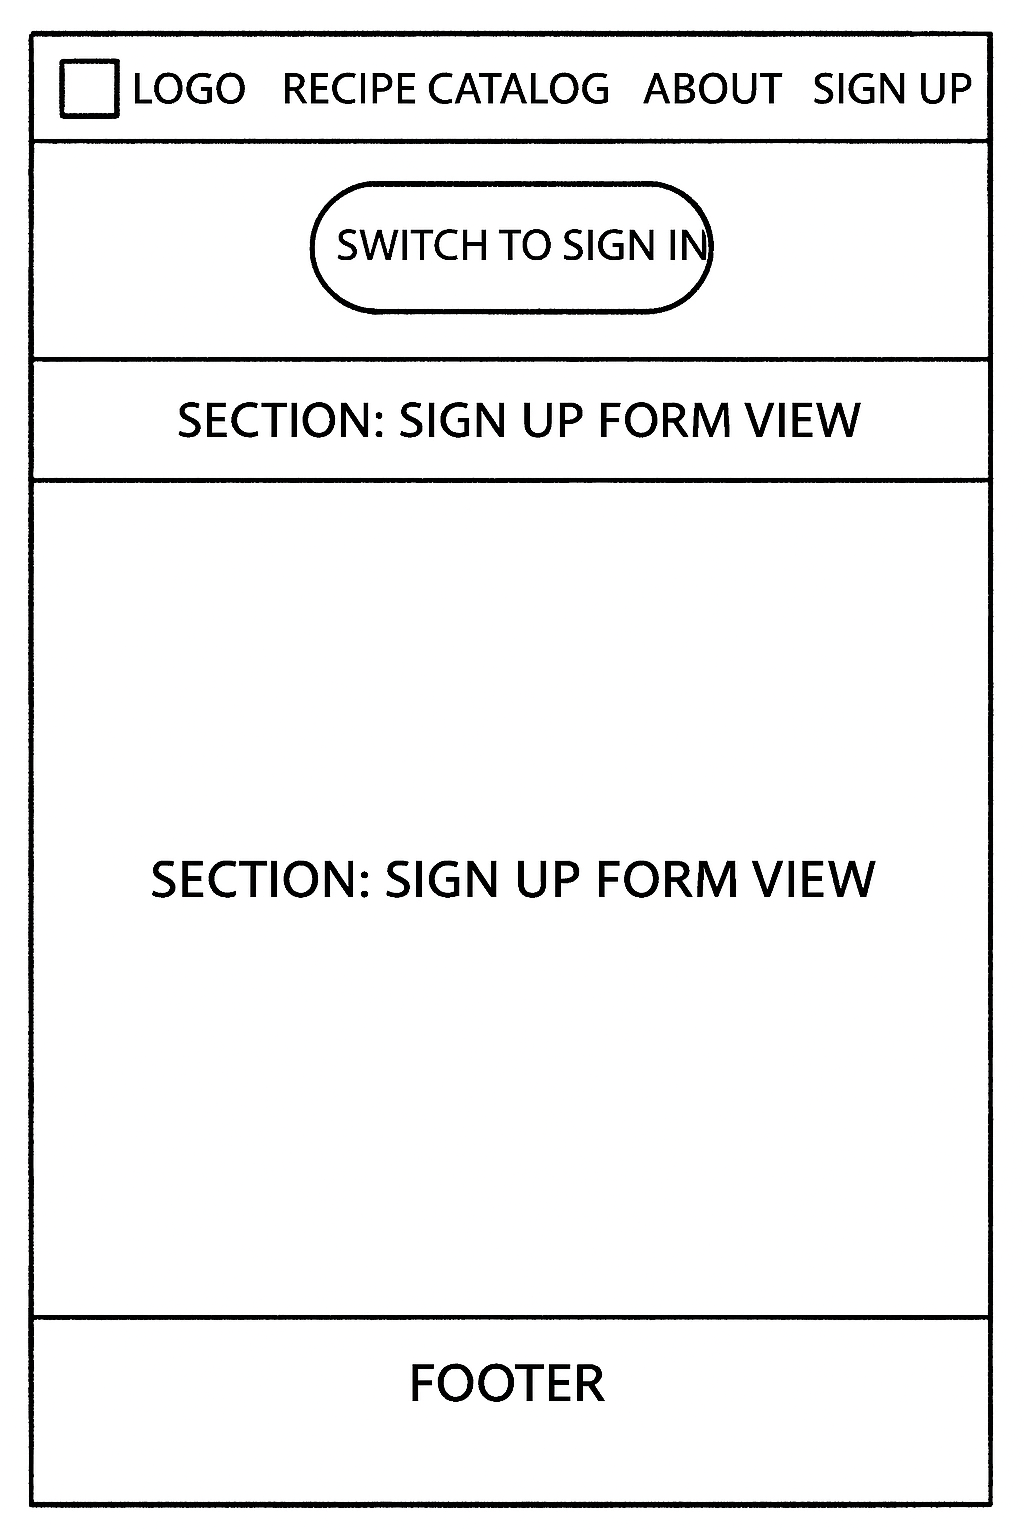 LOGO RECIPE CATALOG ABOUT SIGN UP
SWITCH TO SIGN IN
SECTION: SIGN UP FORM VIEW
SECTION: SIGN UP FORM VIEW
FOOTER